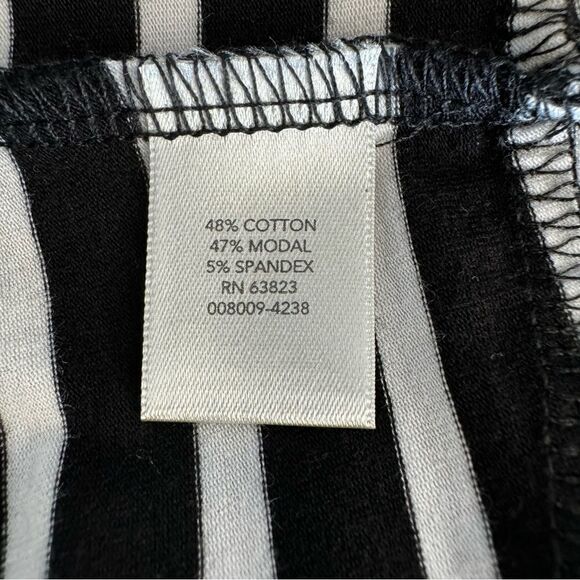 48% COTTON
47% MODAL
5% SPANDEX
RN 63823
008009-4238